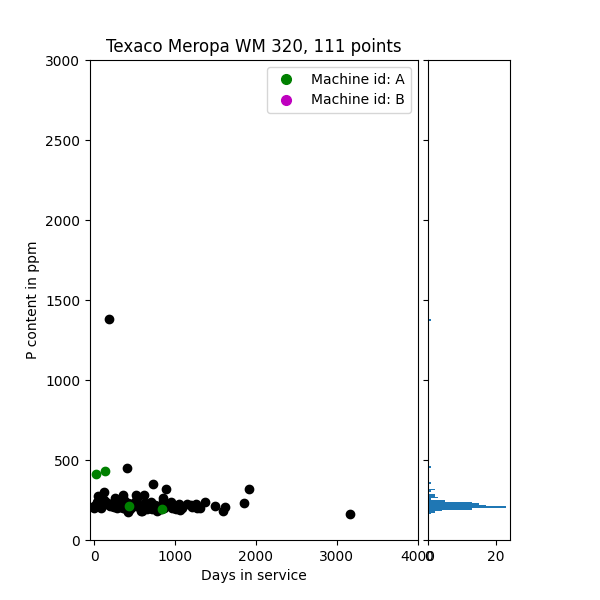 Texaco Meropa WM 320, 111 points
Machine id: A
Machine id: B
P content in ppm
3000
2500
2000
1500
1000
500
0
0
1000
2000
3000
4000
0
20
Days in service